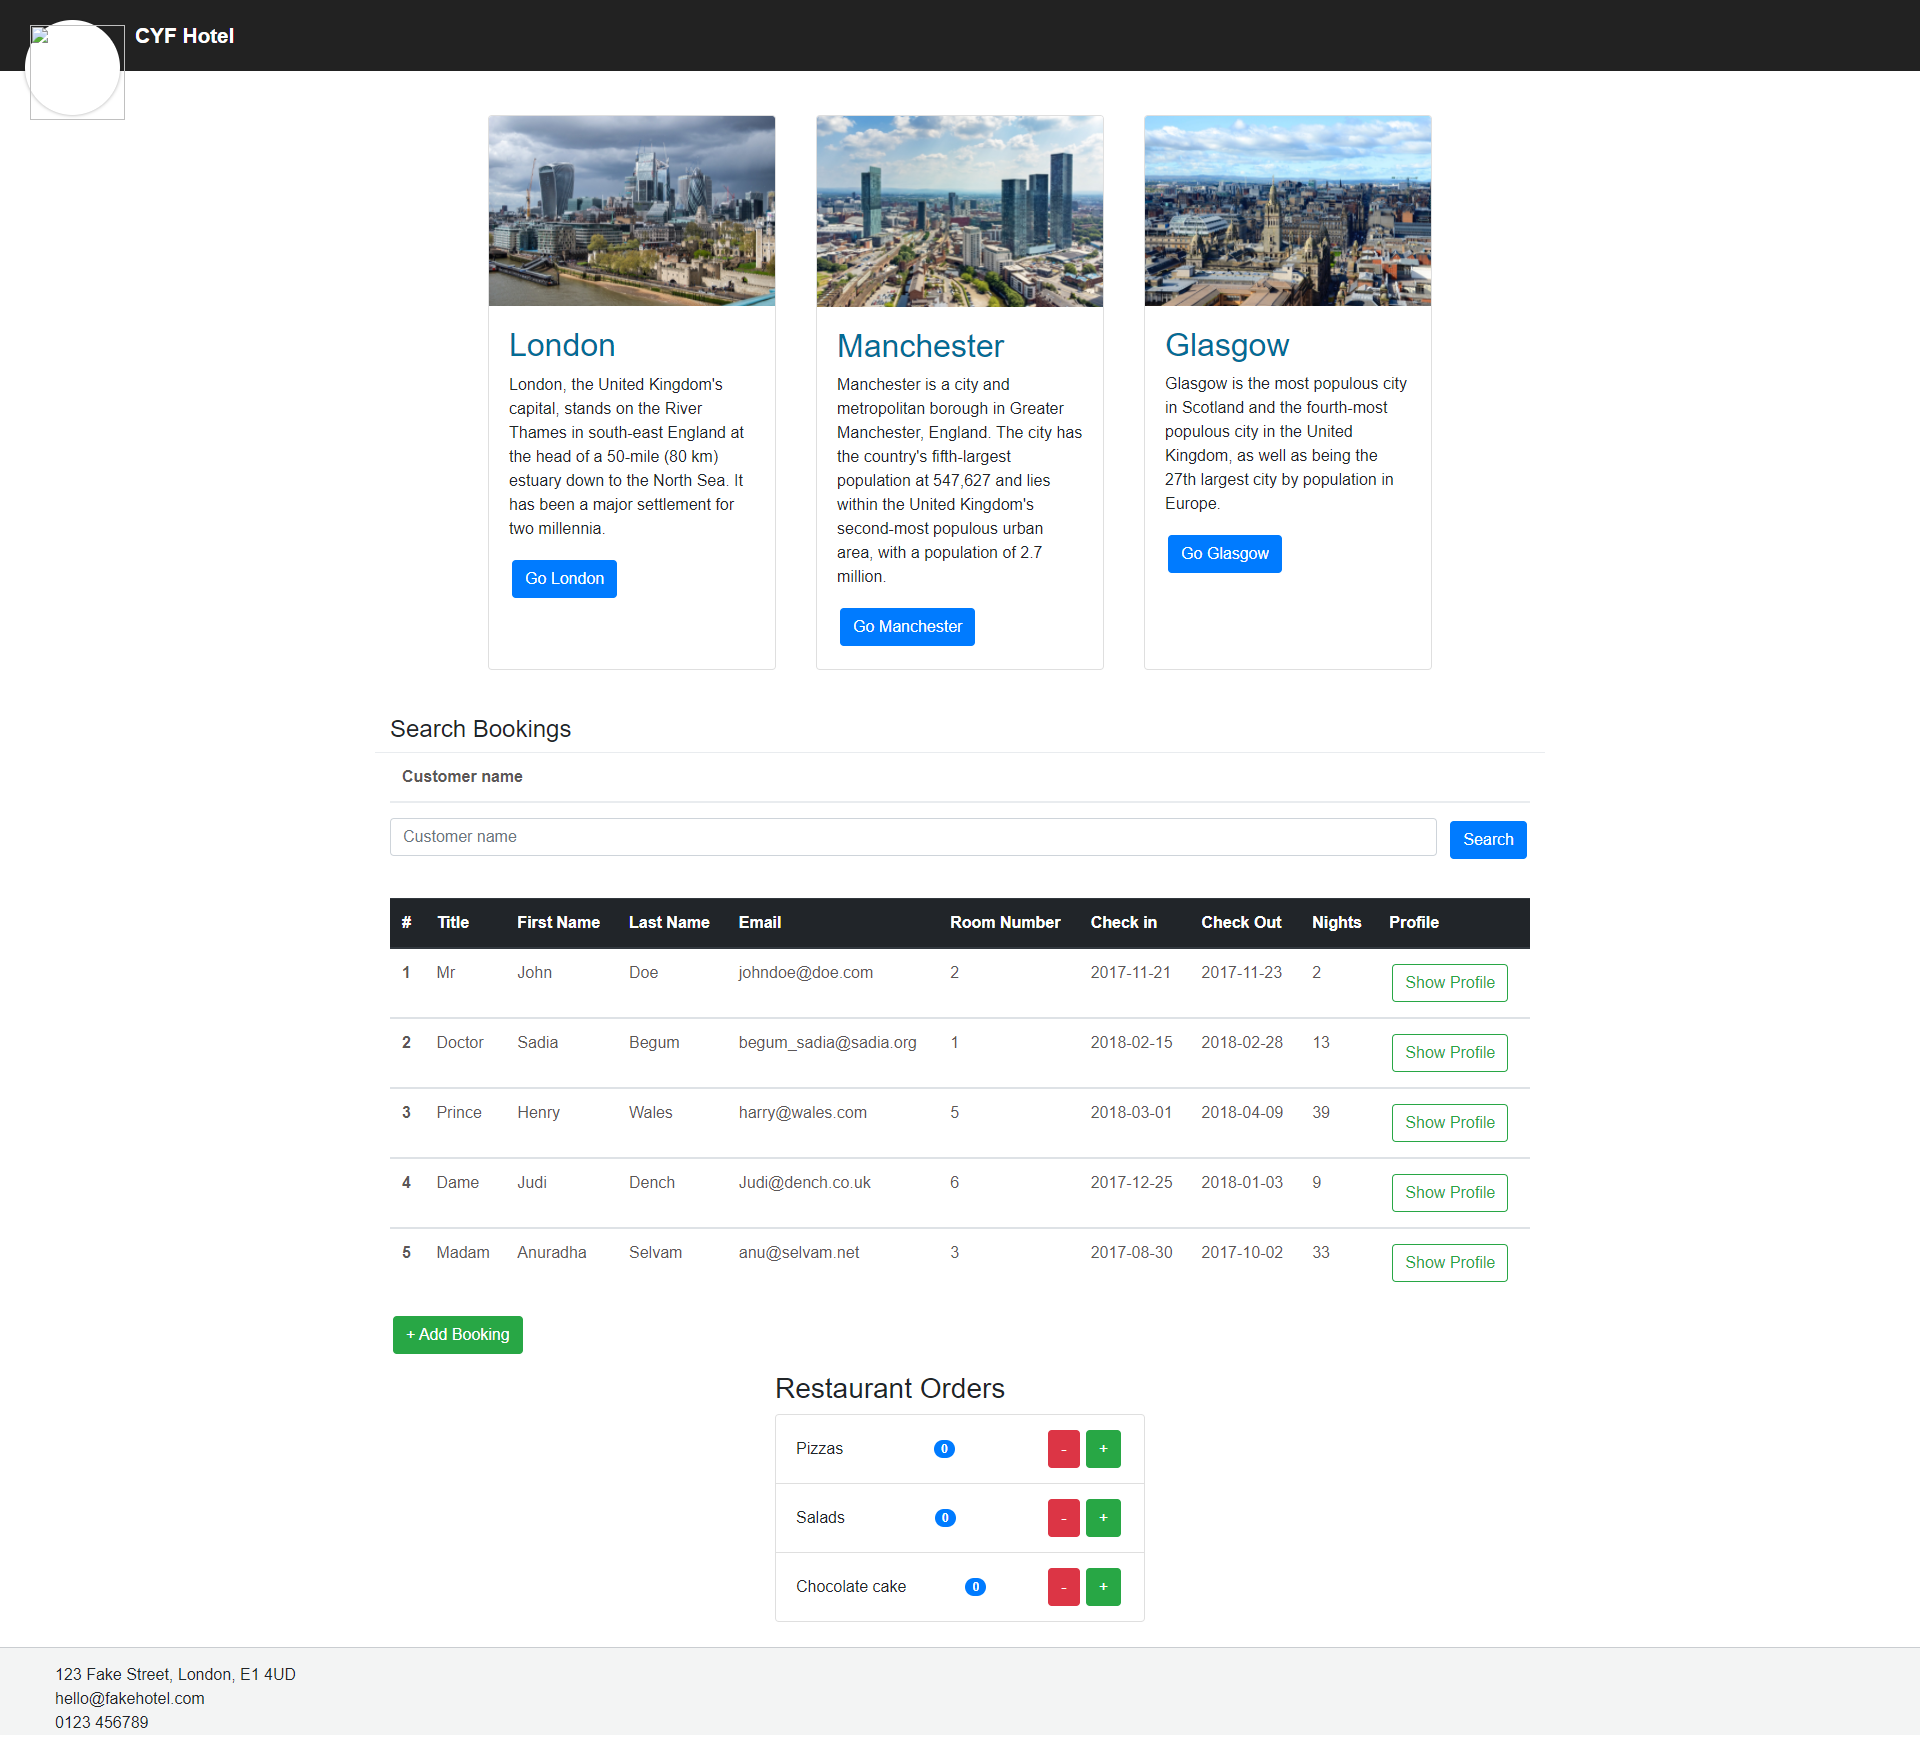 CYF Hotel
London
London, the United Kingdom's
capital, stands on the River
Thames in south-east England at
the head of a 50-mile (80 km)
estuary down to the North Sea. It
has been a major settlement for
two millennia.
Go London
Manchester
Manchester is a city and
metropolitan borough in Greater
Manchester, England. The city has
the country's fifth-largest
population at 547,627 and lies
within the United Kingdom's
second-most populous urban
area, with a population of 2.7
million.
Go Manchester
Glasgow
Glasgow is the most populous city
in Scotland and the fourth-most
populous city in the United
Kingdom, as well as being the
27th largest city by population in
Europe.
Go Glasgow
Search Bookings
Customer name
Customer name Search
# Title First Name Last Name Email Room Number Check in Check Out Nights Profile
1 Mr John Doe johndoe@doe.com 2 2017-11-21 2017-11-23 2 Show Profile
2 Doctor Sadia Begum begum_sadia@sadia.org 1 2018-02-15 2018-02-28 13 Show Profile
3 Prince Henry Wales harry@wales.com 5 2018-03-01 2018-04-09 39 Show Profile
4 Dame Judi Dench Judi@dench.co.uk 6 2017-12-25 2018-01-03 9 Show Profile
5 Madam Anuradha Selvam anu@selvam.net 3 2017-08-30 2017-10-02 33 Show Profile
+ Add Booking
Restaurant Orders
Pizzas 0 - +
Salads 0 - +
Chocolate cake 0 - +
123 Fake Street, London, E1 4UD
hello@fakehotel.com
0123 456789